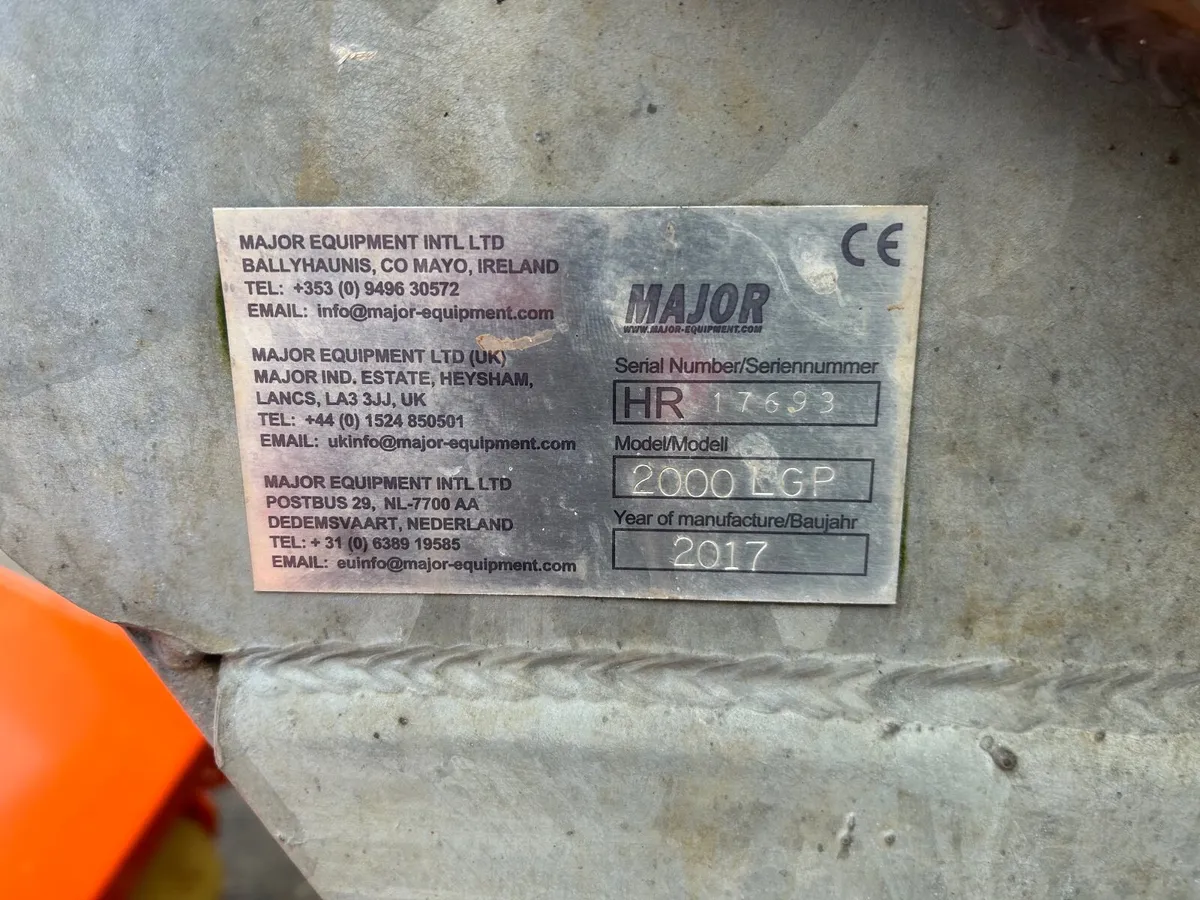 MAJOR EQUIPMENT INTL LTD
BALLYHAUNIS, CO MAYO, IRELAND
TEL: +353 (0) 9496 30572
EMAIL: info@major-equipment.com
MAJOR EQUIPMENT LTD (UK)
MAJOR IND. ESTATE, HEYSHAM,
LANCS, LA3 3JJ, UK
TEL: +44 (0) 1524 850501
EMAIL: ukinfo@major-equipment.com
MAJOR EQUIPMENT INTL LTD
POSTBUS 29, NL-7700 AA
DEDEMSVAART, NEDERLAND
TEL: + 31 (0) 6389 19585
EMAIL: euinfo@major-equipment.com
CE
MAJOR
WWW.MAJOR-EQUIPMENT.COM
Serial Number/Seriennummer
HR 17693
Model/Modell
2000 LGP
Year of manufacture/Baujahr
2017